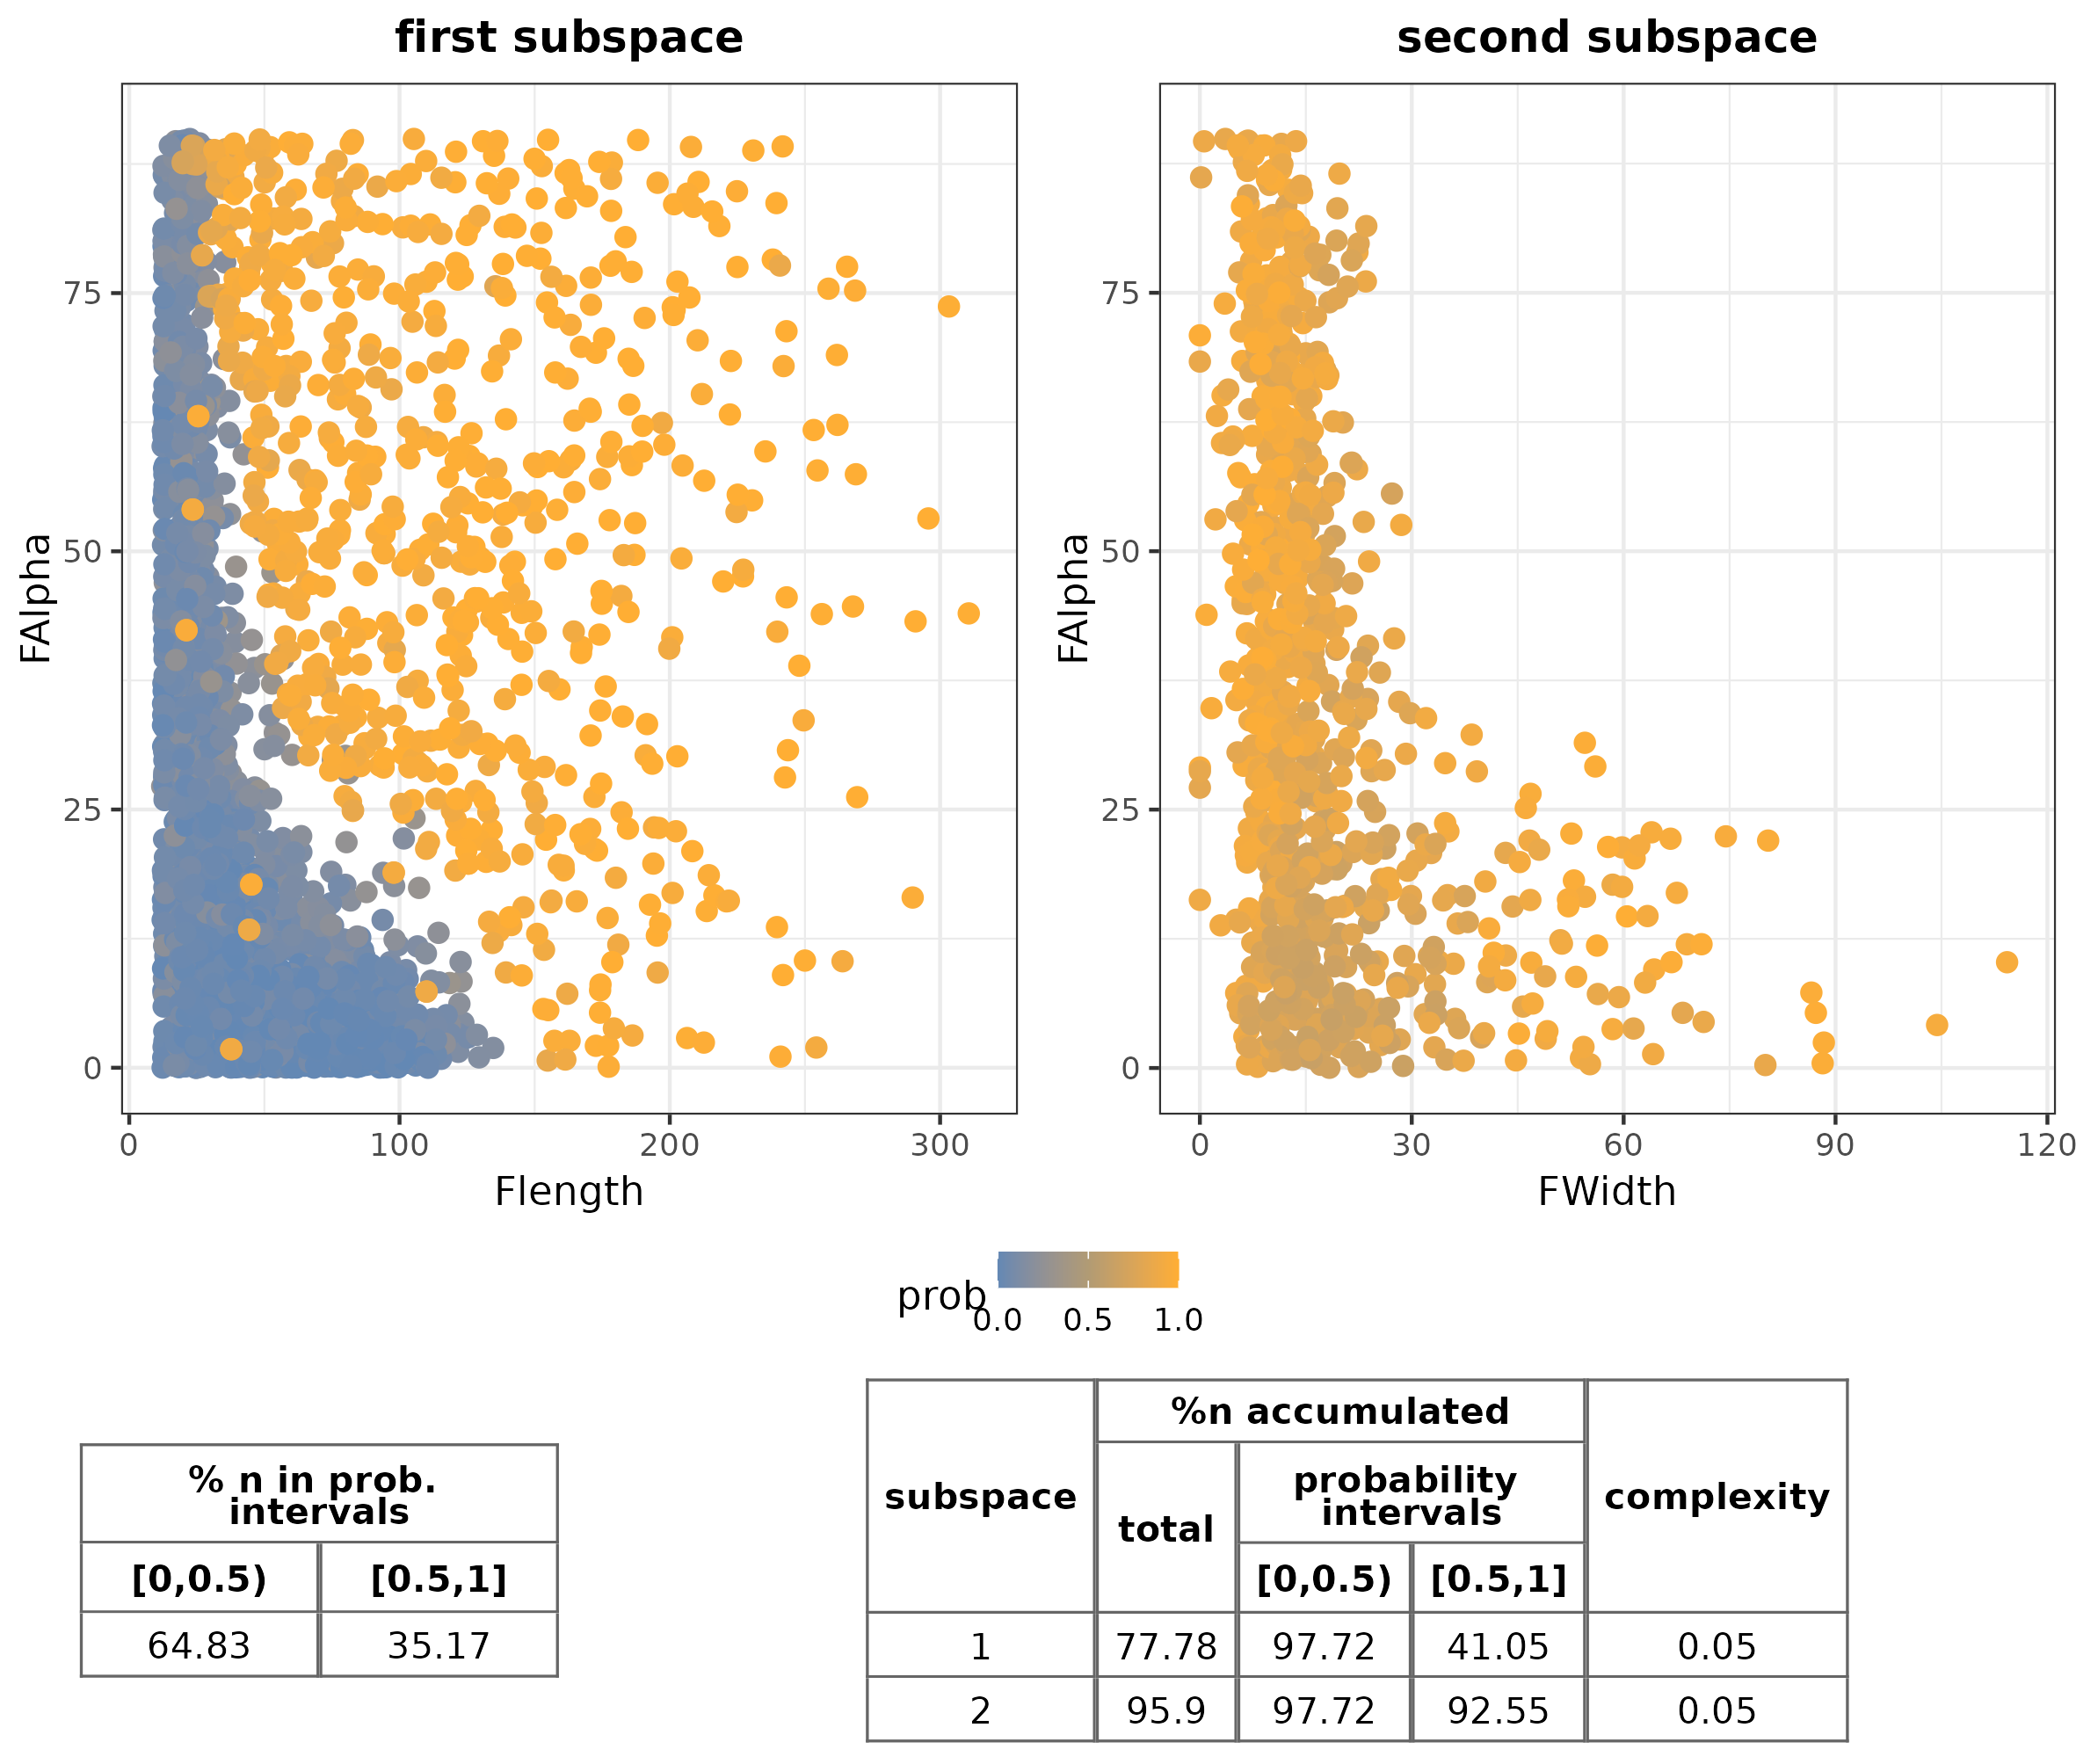 first subspace
second subspace
FAlpha
75
50
25
0
0 100 200 300
Flength
FAlpha
75
50
25
0
0 30 60 90 120
FWidth
prob
0.0 0.5 1.0
% n in prob.
intervals
[0,0.5) [0.5,1]
64.83 35.17
subspace
%n accumulated
total
probability
intervals
[0,0.5) [0.5,1]
complexity
1 77.78 97.72 41.05 0.05
2 95.9 97.72 92.55 0.05